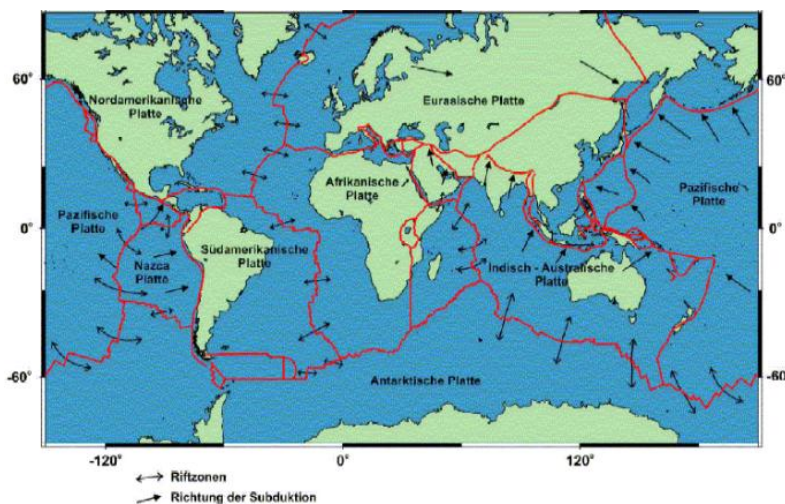 60°
60°
Nordamerikanische
Platte
Eurasische Platte
Afrikanische
Platte
Pazifische
Platte
Pazifische
Platte
0°
0°
Südamerikanische
Platte
Nazca
Platte
Indisch - Australische
Platte
-60°
-60°
Antarktische Platte
-120°
0°
120°
Riftzonen
Richtung der Subduktion